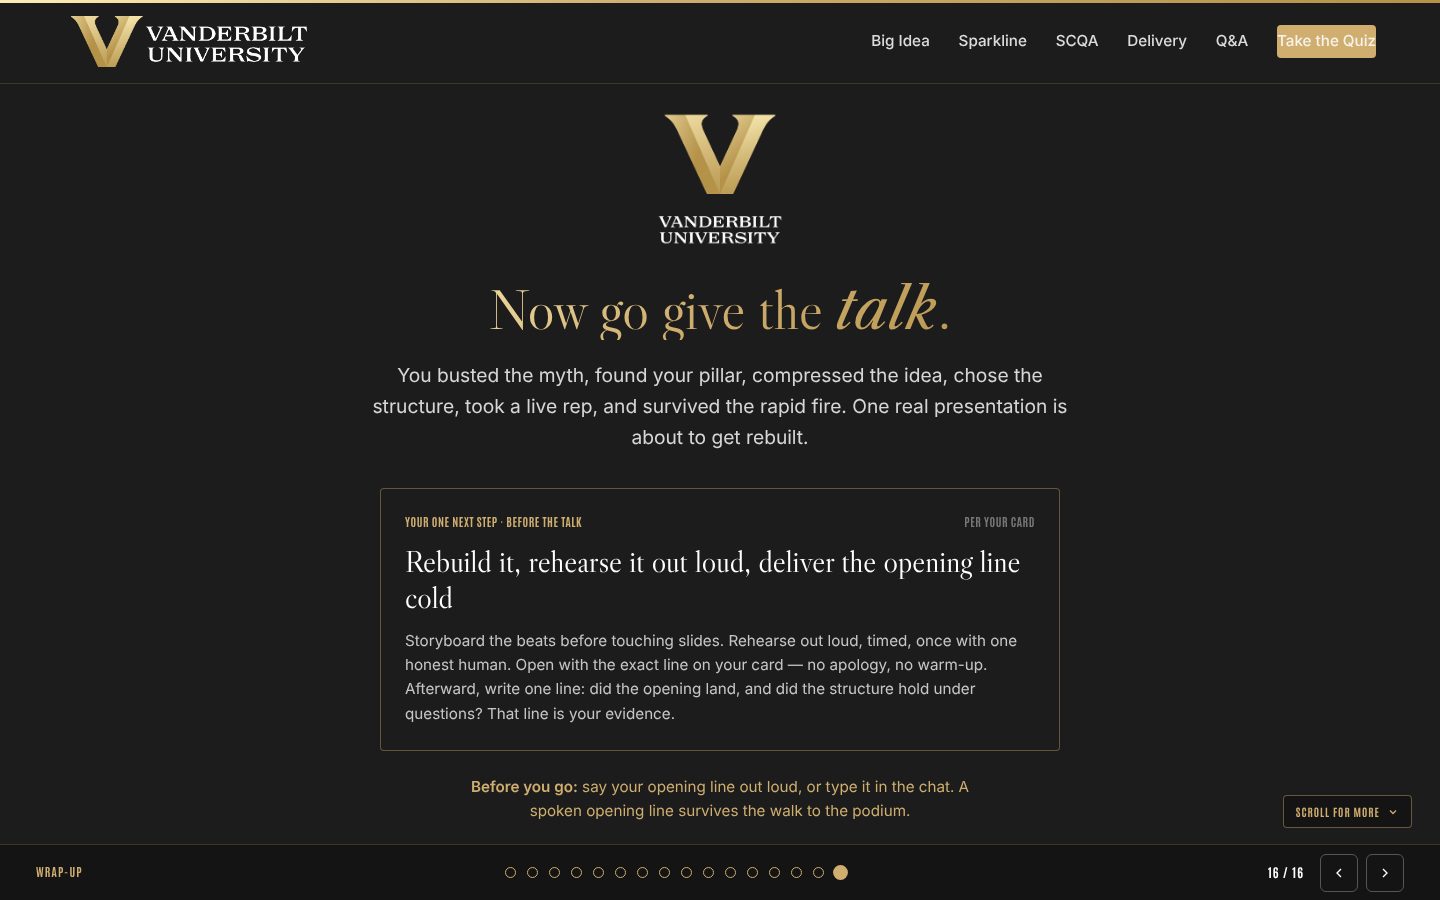 VANDERBILT
UNIVERSITY
Big Idea
Sparkline
SCQA
Delivery
Q&A
Take the Quiz
VANDERBILT
UNIVERSITY
Now go give the talk.
You busted the myth, found your pillar, compressed the idea, chose the
structure, took a live rep, and survived the rapid fire. One real presentation is
about to get rebuilt.
YOUR ONE NEXT STEP · BEFORE THE TALK
PER YOUR CARD
Rebuild it, rehearse it out loud, deliver the opening line
cold
Storyboard the beats before touching slides. Rehearse out loud, timed, once with one
honest human. Open with the exact line on your card — no apology, no warm-up.
Afterward, write one line: did the opening land, and did the structure hold under
questions? That line is your evidence.
Before you go: say your opening line out loud, or type it in the chat. A
spoken opening line survives the walk to the podium.
SCROLL FOR MORE
WRAP-UP
16 / 16